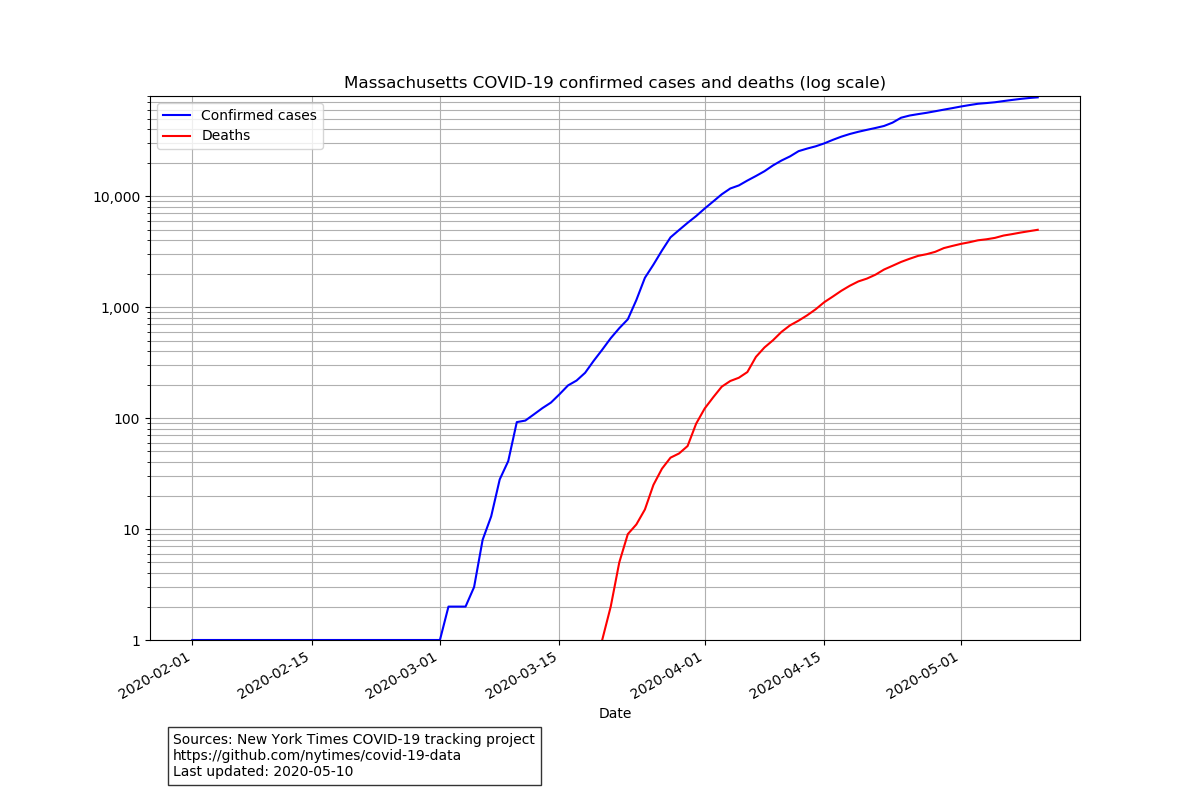 Massachusetts COVID-19 confirmed cases and deaths (log scale)
Confirmed cases
Deaths
10,000
1,000
100
10
1
2020-02-01
2020-02-15
2020-03-01
2020-03-15
2020-04-01
2020-04-15
2020-05-01
Date
Sources: New York Times COVID-19 tracking project
https://github.com/nytimes/covid-19-data
Last updated: 2020-05-10